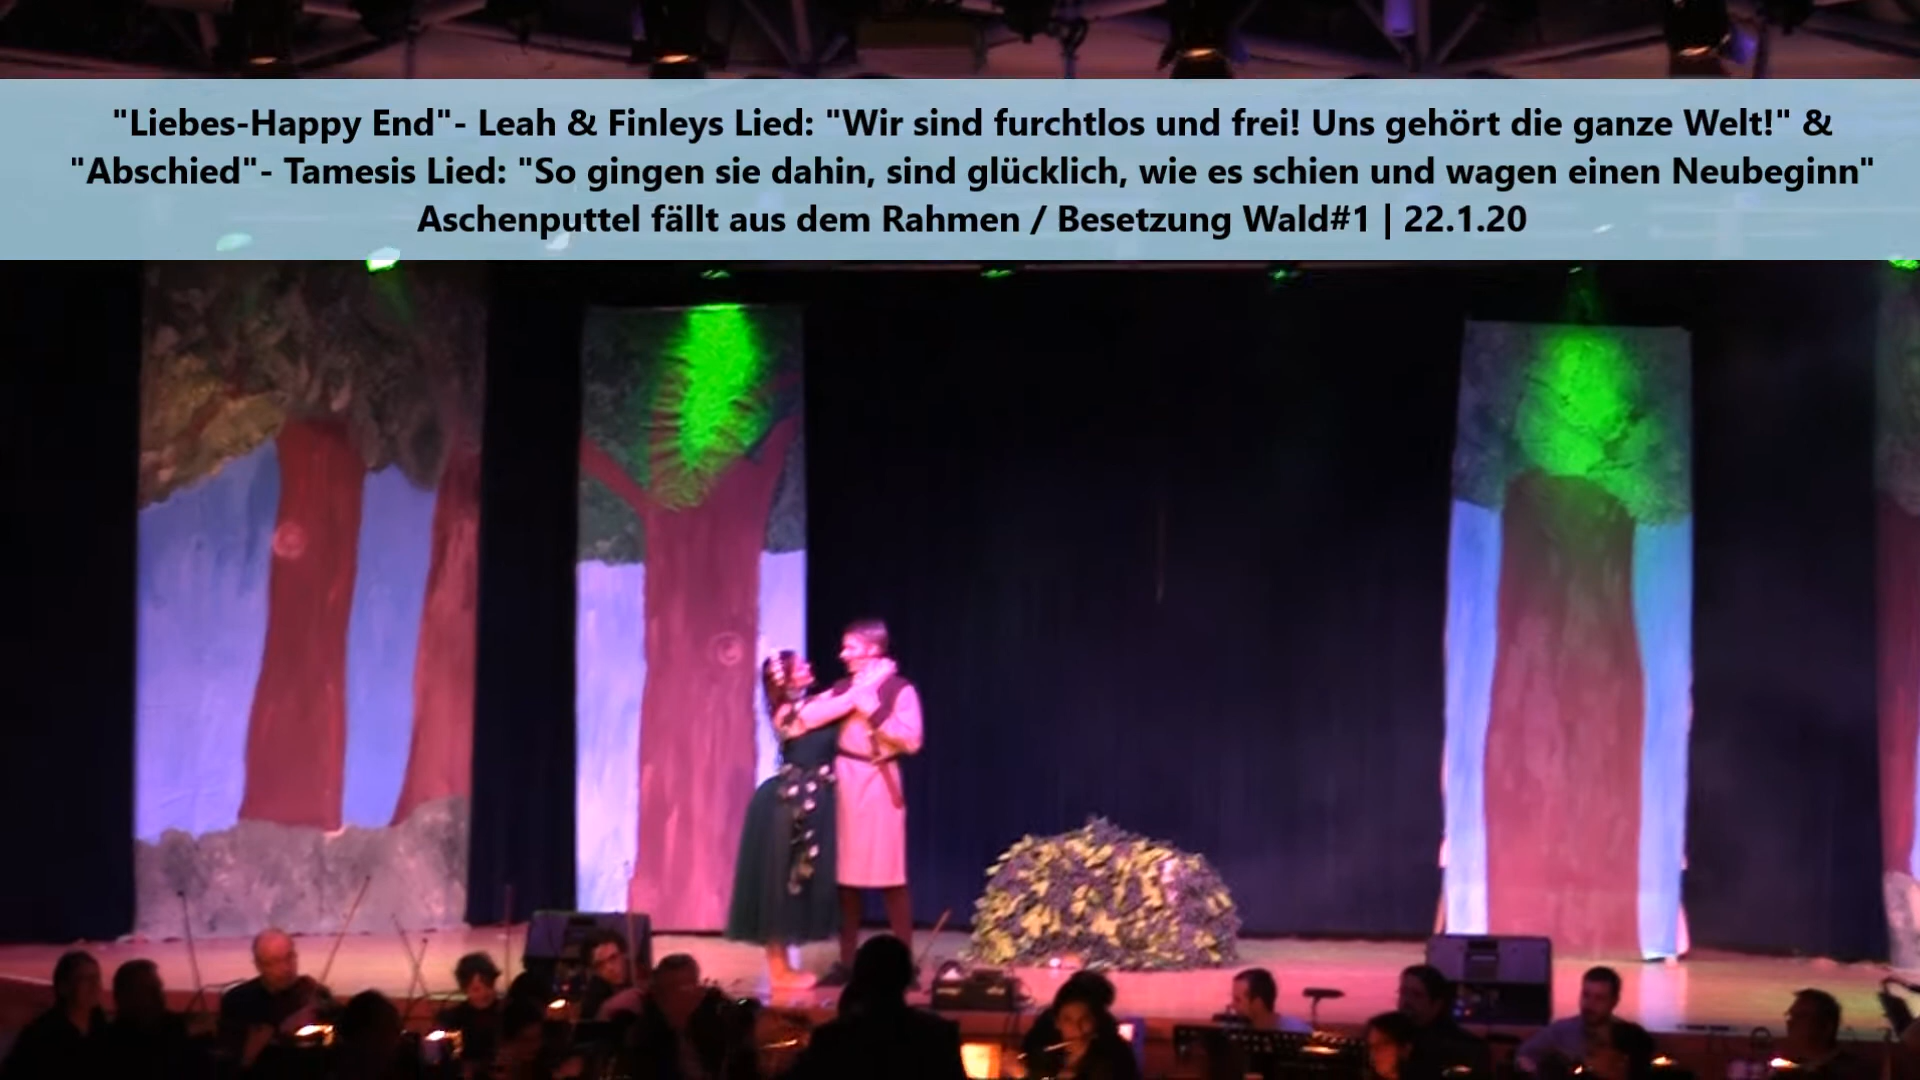 "Liebes-Happy End"- Leah & Finleys Lied: "Wir sind furchtlos und frei! Uns gehört die ganze Welt!" &
"Abschied"- Tamesis Lied: "So gingen sie dahin, sind glücklich, wie es schien und wagen einen Neubeginn"
Aschenputtel fällt aus dem Rahmen / Besetzung Wald#1 | 22.1.20